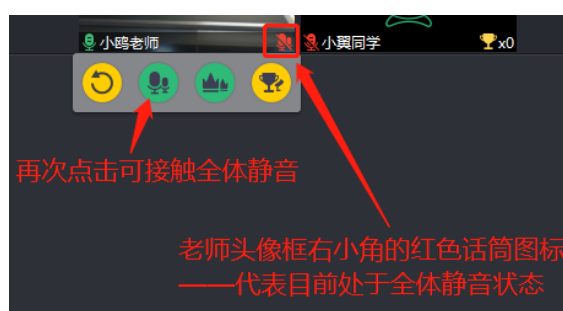 小鸥老师
小翼同学
x0
再次点击可接触全体静音
老师头像框右小角的红色话筒图标
——代表目前处于全体静音状态